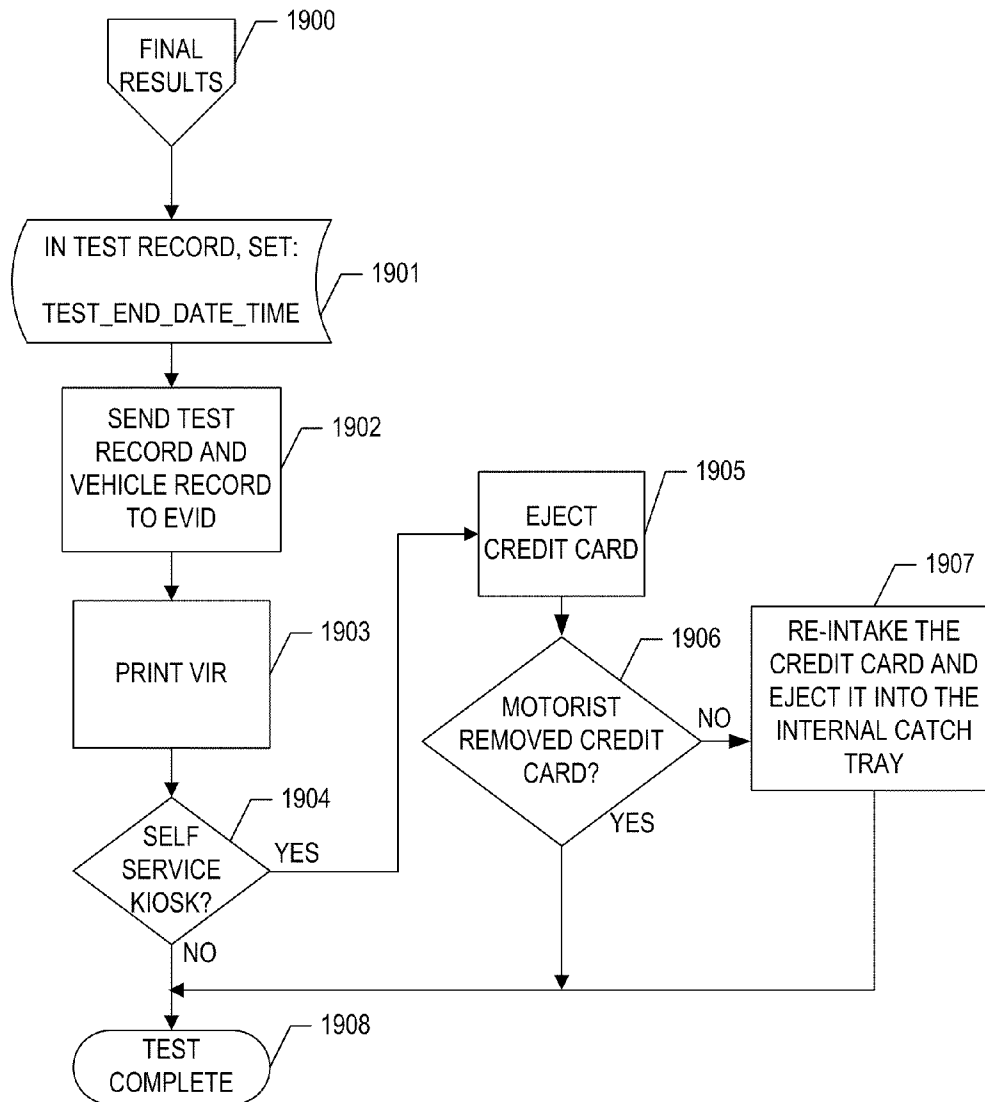 FINAL
RESULTS
1900
IN TEST RECORD, SET:
TEST_END_DATE_TIME
1901
SEND TEST
RECORD AND
VEHICLE RECORD
TO EVID
1902
PRINT VIR
1903
SELF
SERVICE
KIOSK?
1904
YES
NO
EJECT
CREDIT CARD
1905
MOTORIST
REMOVED CREDIT
CARD?
1906
NO
YES
RE-INTAKE THE
CREDIT CARD AND
EJECT IT INTO THE
INTERNAL CATCH
TRAY
1907
TEST
COMPLETE
1908